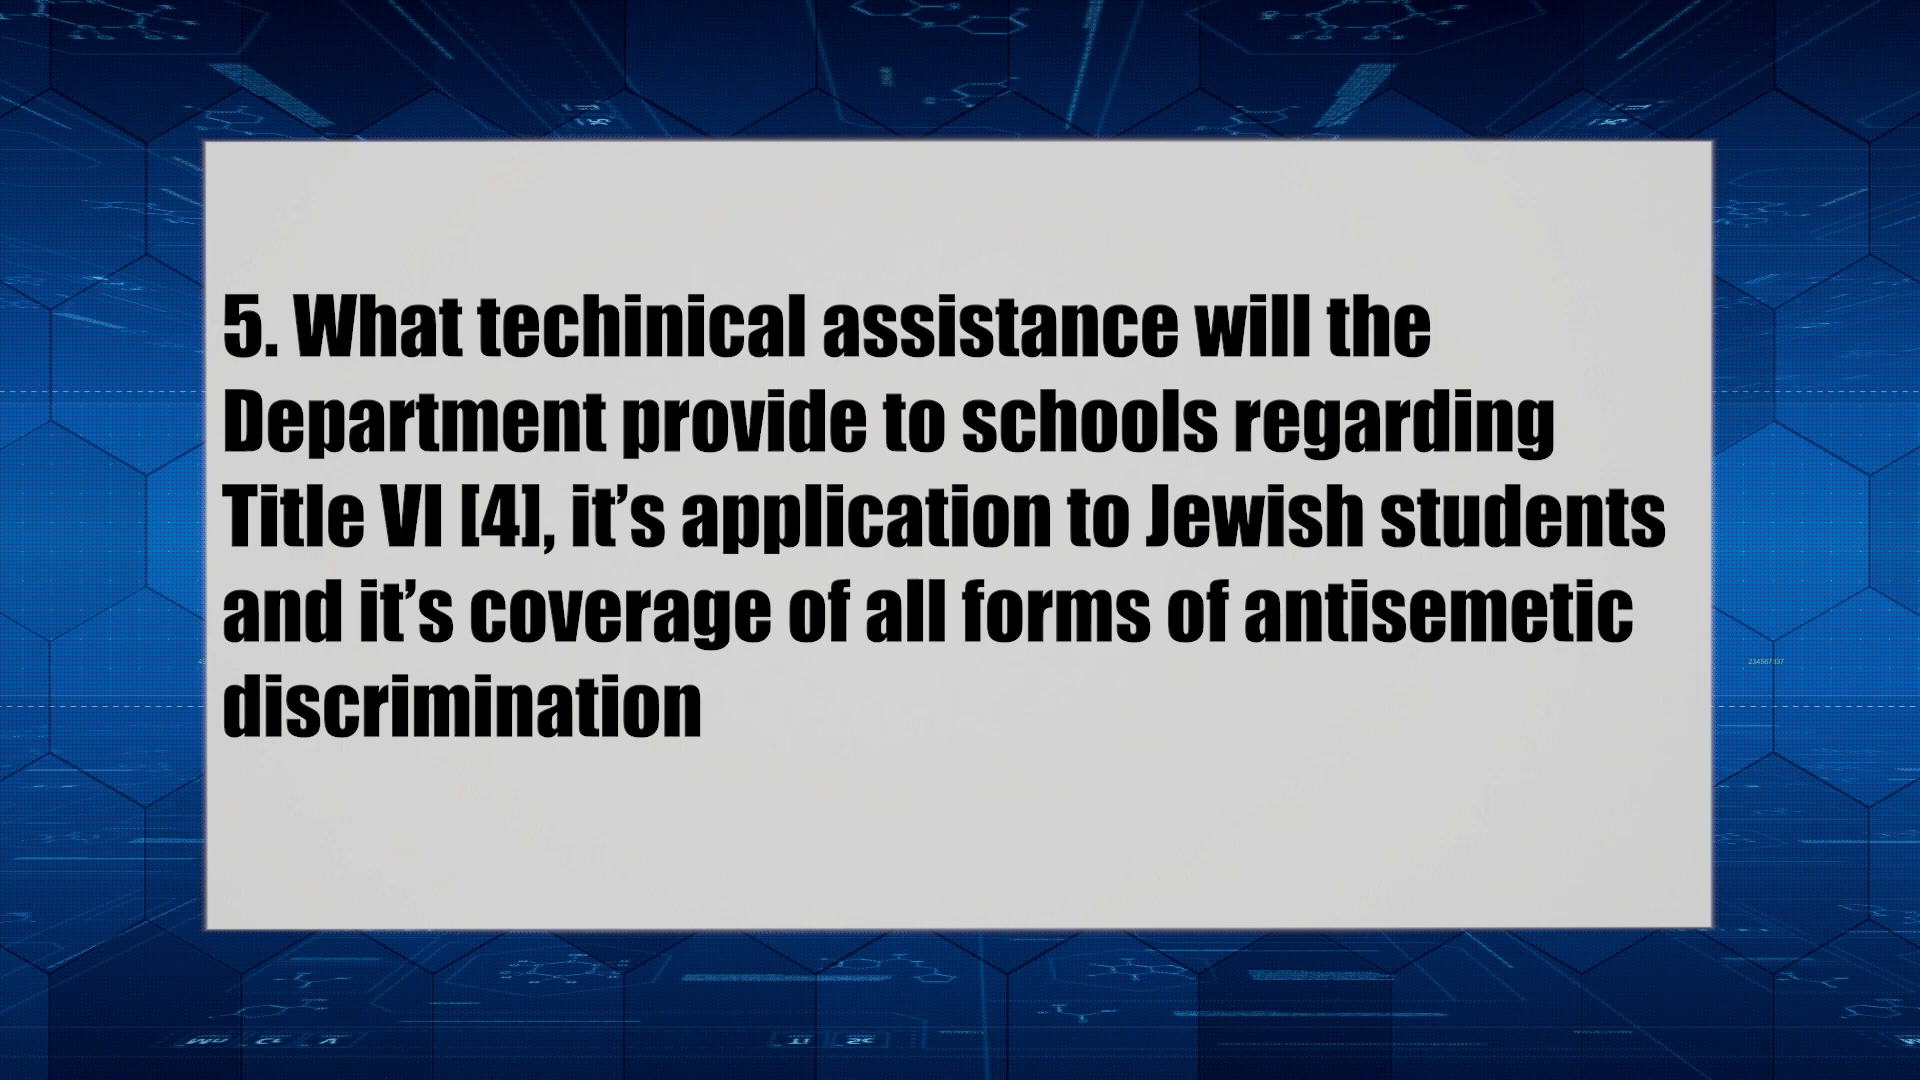 5. What techinical assistance will the
Department provide to schools regarding
Title VI [4], it’s application to Jewish students
and it’s coverage of all forms of antisemetic
discrimination